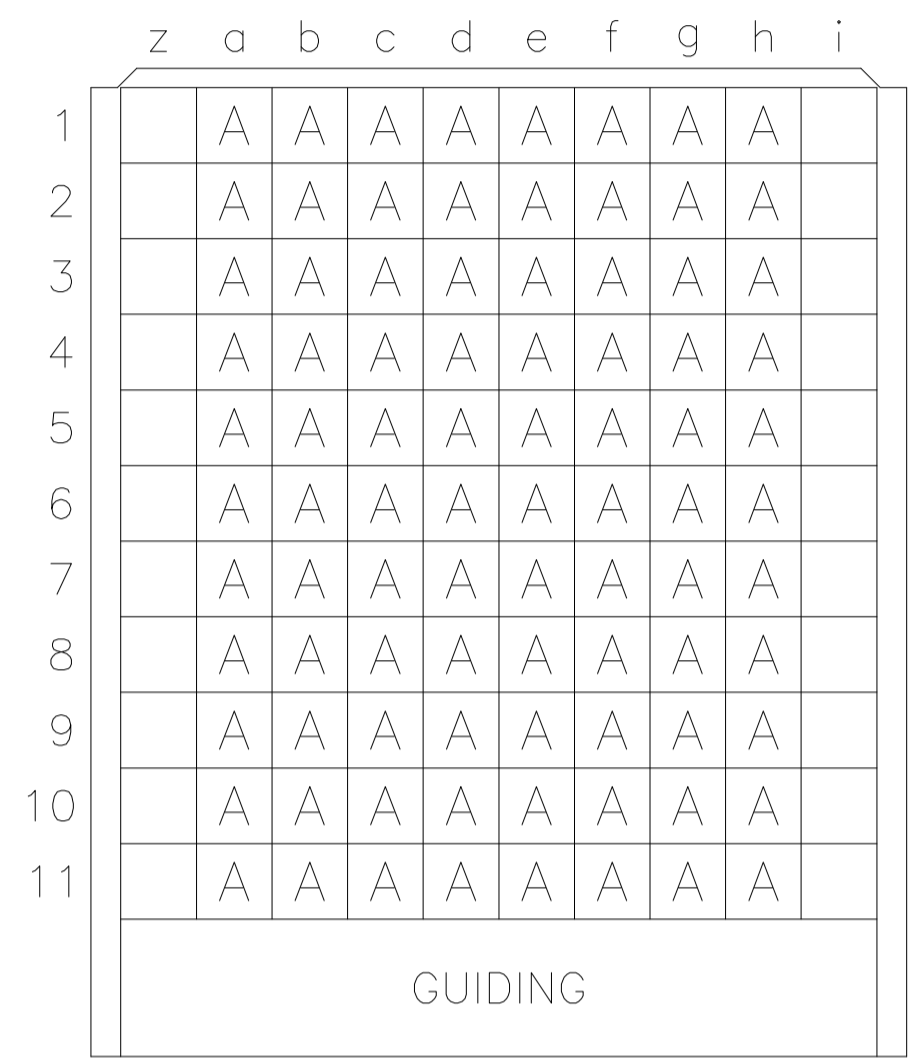 z a b c d e f g h i
1 A A A A A A A A
2 A A A A A A A A
3 A A A A A A A A
4 A A A A A A A A
5 A A A A A A A A
6 A A A A A A A A
7 A A A A A A A A
8 A A A A A A A A
9 A A A A A A A A
10 A A A A A A A A
11 A A A A A A A A
GUIDING